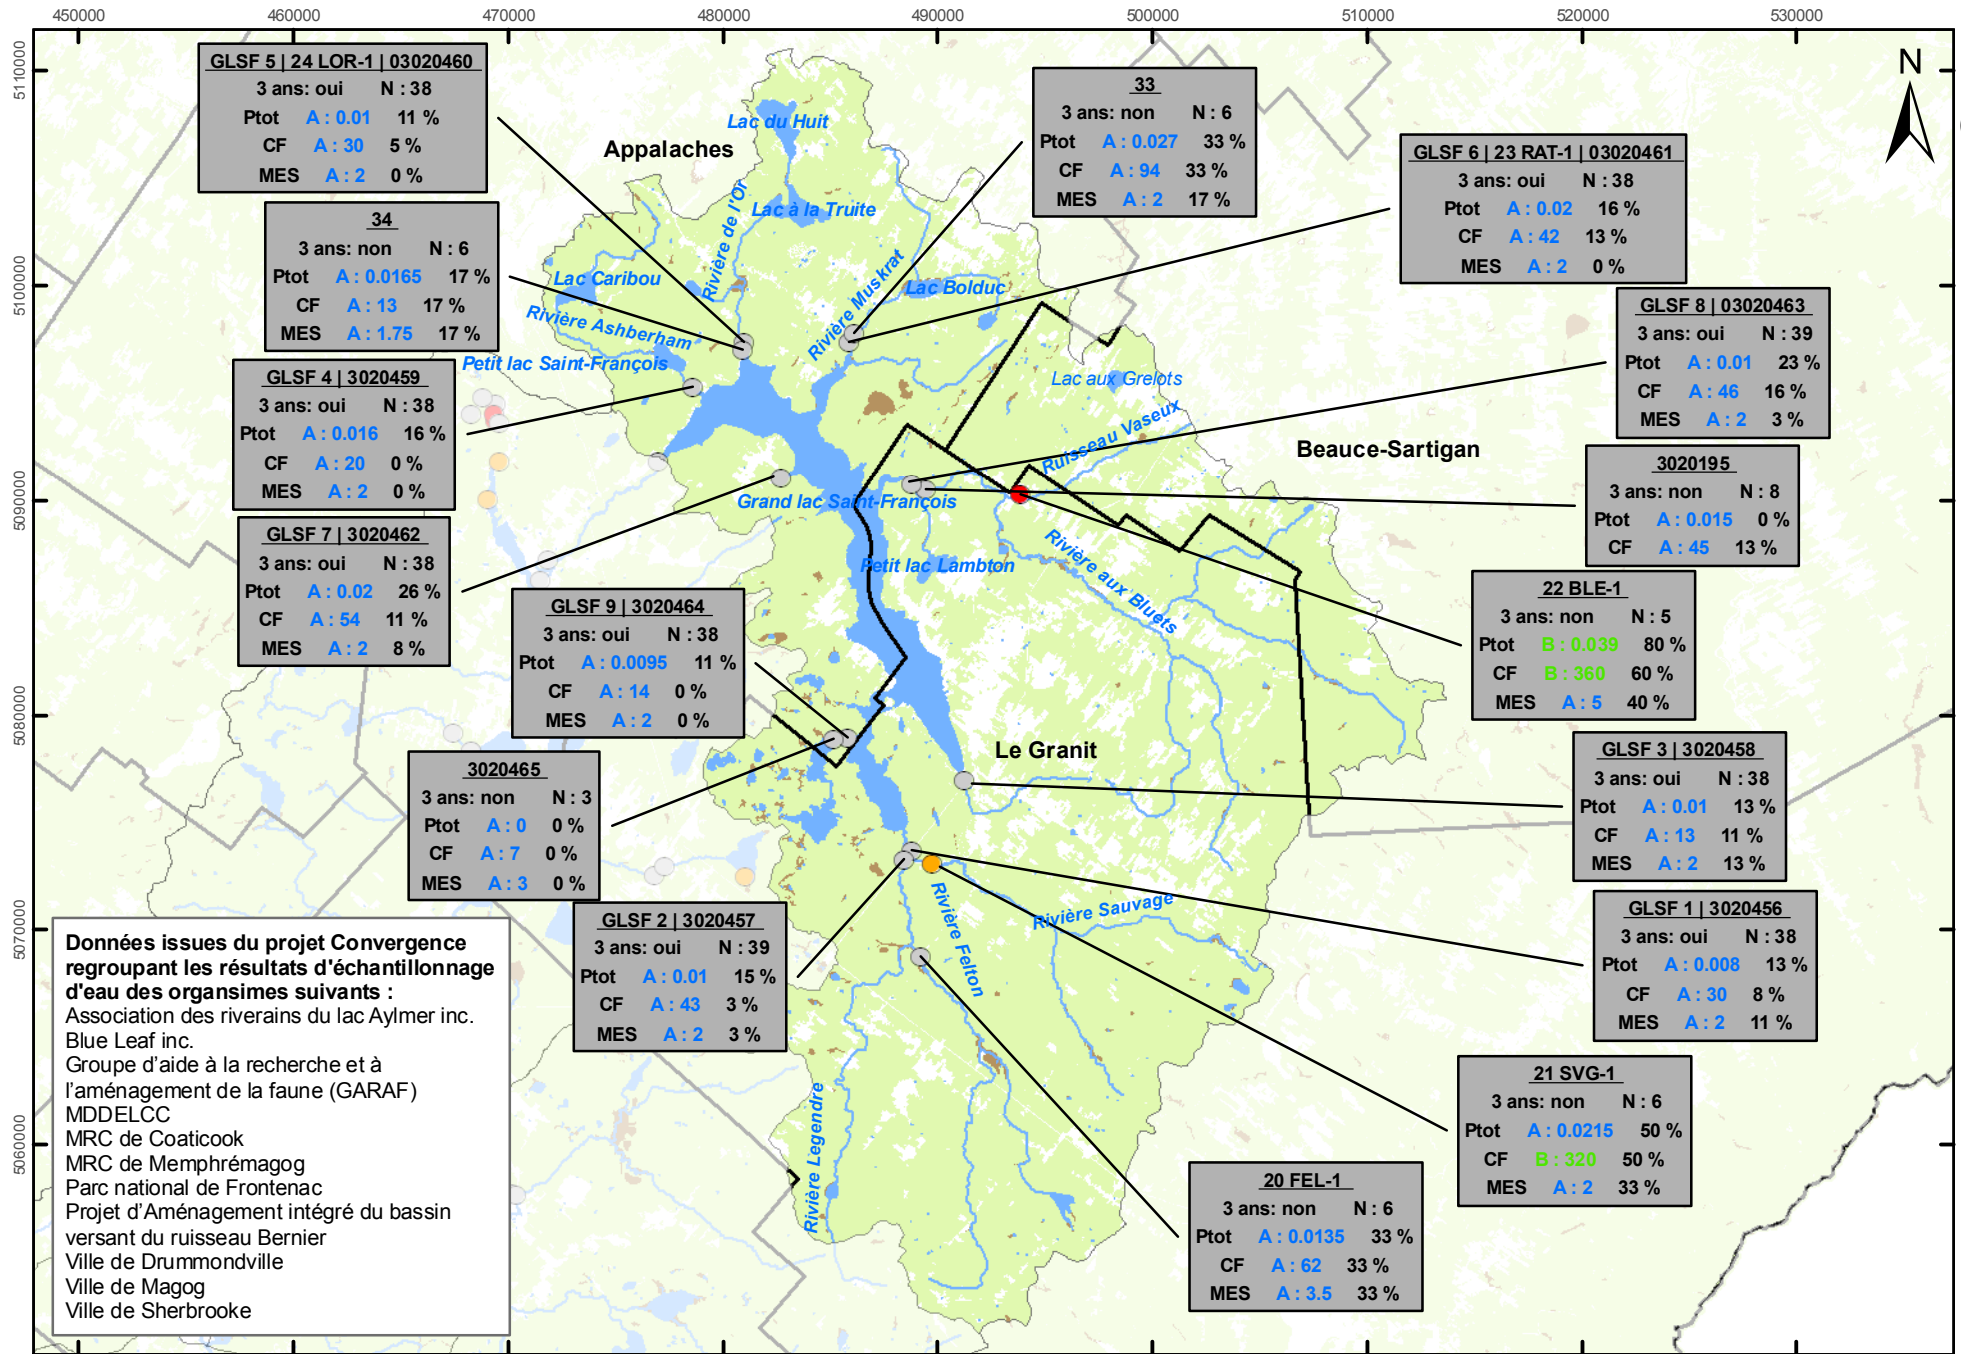 450000 460000 470000 480000 490000 500000 510000 520000 530000
5110000
5100000
5090000
5080000
5070000
5060000
N
GLSF 5 | 24 LOR-1 | 03020460
3 ans: oui N : 38
Ptot A : 0.01 11 %
CF A : 30 5 %
MES A : 2 0 %
34
3 ans: non N : 6
Ptot A : 0.0165 17 %
CF A : 13 17 %
MES A : 1.75 17 %
GLSF 4 | 3020459
3 ans: oui N : 38
Ptot A : 0.016 16 %
CF A : 20 0 %
MES A : 2 0 %
GLSF 7 | 3020462
3 ans: oui N : 38
Ptot A : 0.02 26 %
CF A : 54 11 %
MES A : 2 8 %
GLSF 9 | 3020464
3 ans: oui N : 38
Ptot A : 0.0095 11 %
CF A : 14 0 %
MES A : 2 0 %
3020465
3 ans: non N : 3
Ptot A : 0 0 %
CF A : 7 0 %
MES A : 3 0 %
GLSF 2 | 3020457
3 ans: oui N : 39
Ptot A : 0.01 15 %
CF A : 43 3 %
MES A : 2 3 %
33
3 ans: non N : 6
Ptot A : 0.027 33 %
CF A : 94 33 %
MES A : 2 17 %
GLSF 6 | 23 RAT-1 | 03020461
3 ans: oui N : 38
Ptot A : 0.02 16 %
CF A : 42 13 %
MES A : 2 0 %
GLSF 8 | 03020463
3 ans: oui N : 39
Ptot A : 0.01 23 %
CF A : 46 16 %
MES A : 2 3 %
3020195
3 ans: non N : 8
Ptot A : 0.015 0 %
CF A : 45 13 %
22 BLE-1
3 ans: non N : 5
Ptot B : 0.039 80 %
CF B : 360 60 %
MES A : 5 40 %
GLSF 3 | 3020458
3 ans: oui N : 38
Ptot A : 0.01 13 %
CF A : 13 11 %
MES A : 2 13 %
GLSF 1 | 3020456
3 ans: oui N : 38
Ptot A : 0.008 13 %
CF A : 30 8 %
MES A : 2 11 %
21 SVG-1
3 ans: non N : 6
Ptot A : 0.0215 50 %
CF B : 320 50 %
MES A : 2 33 %
20 FEL-1
3 ans: non N : 6
Ptot A : 0.0135 33 %
CF A : 62 33 %
MES A : 3.5 33 %
Appalaches
Beauce-Sartigan
Le Granit
Lac du Huit
Lac à la Truite
Rivière de l'Or
Lac Caribou
Rivière Ashberham
Petit lac Saint-François
Rivière Muskrat
Lac Bolduc
Lac aux Grelots
Ruisseau Vaseux
Grand lac Saint-François
Petit lac Lambton
Rivière aux Bluets
Rivière Sauvage
Rivière Felton
Rivière Legendre
Données issues du projet Convergence
regroupant les résultats d'échantillonnage
d'eau des organsimes suivants :
Association des riverains du lac Aylmer inc.
Blue Leaf inc.
Groupe d'aide à la recherche et à
l'aménagement de la faune (GARAF)
MDDELCC
MRC de Coaticook
MRC de Memphrémagog
Parc national de Frontenac
Projet d'Aménagement intégré du bassin
versant du ruisseau Bernier
Ville de Drummondville
Ville de Magog
Ville de Sherbrooke